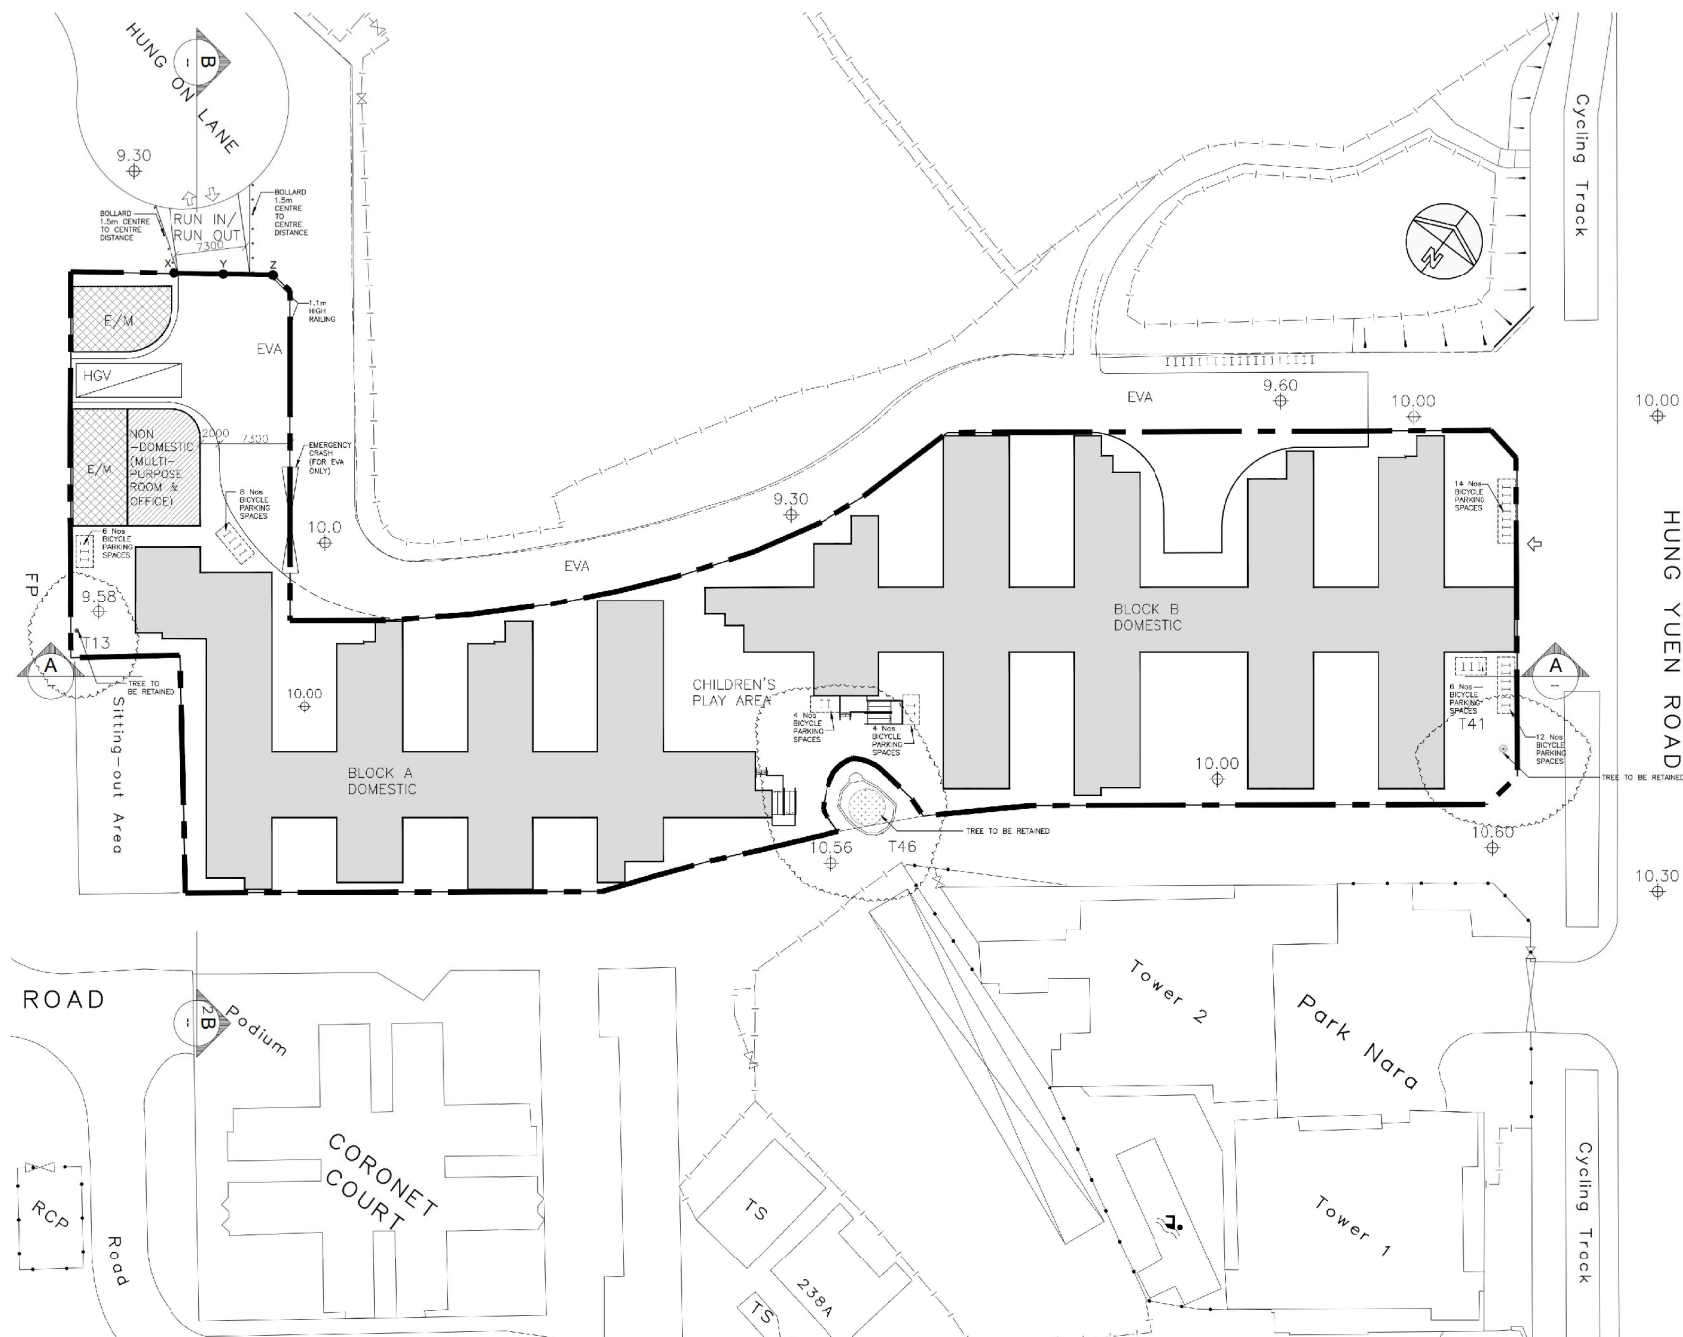 HUNG ON LANE
B
9.30
BOLLARD
1.5m CENTRE
TO CENTRE
DISTANCE
RUN IN/
RUN OUT
7300
BOLLARD
1.5m
CENTRE
TO
CENTRE
DISTANCE
X
Y
Z
1.1m
HIGH
RAILING
E/M
EVA
HGV
E/M
NON
-DOMESTIC
(MULTI-
PURPOSE
ROOM &
OFFICE)
2000
7300
EMERGENCY
CRASH
(FOR EVA
ONLY)
8 Nos
BICYCLE
PARKING
SPACES
6 Nos
BICYCLE
PARKING
SPACES
10.0
FP
9.58
T13
A
TREE TO
BE RETAINED
Sitting-out Area
10.00
BLOCK A
DOMESTIC
EVA
9.30
CHILDREN'S
PLAY AREA
4 Nos
BICYCLE
PARKING
SPACES
4 Nos
BICYCLE
PARKING
SPACES
BLOCK B
DOMESTIC
EVA
9.60
10.00
10.00
N
Cycling Track
14 Nos
BICYCLE
PARKING
SPACES
HUNG YUEN ROAD
A
6 Nos
BICYCLE
PARKING
SPACES
T41
12 Nos
BICYCLE
PARKING
SPACES
TREE TO BE RETAINED
10.00
TREE TO BE RETAINED
10.56
T46
10.60
10.30
ROAD
2B
Podium
CORONET
COURT
RCP
Road
TS
238A
TS
Tower 2
Park Nara
Tower 1
Cycling Track